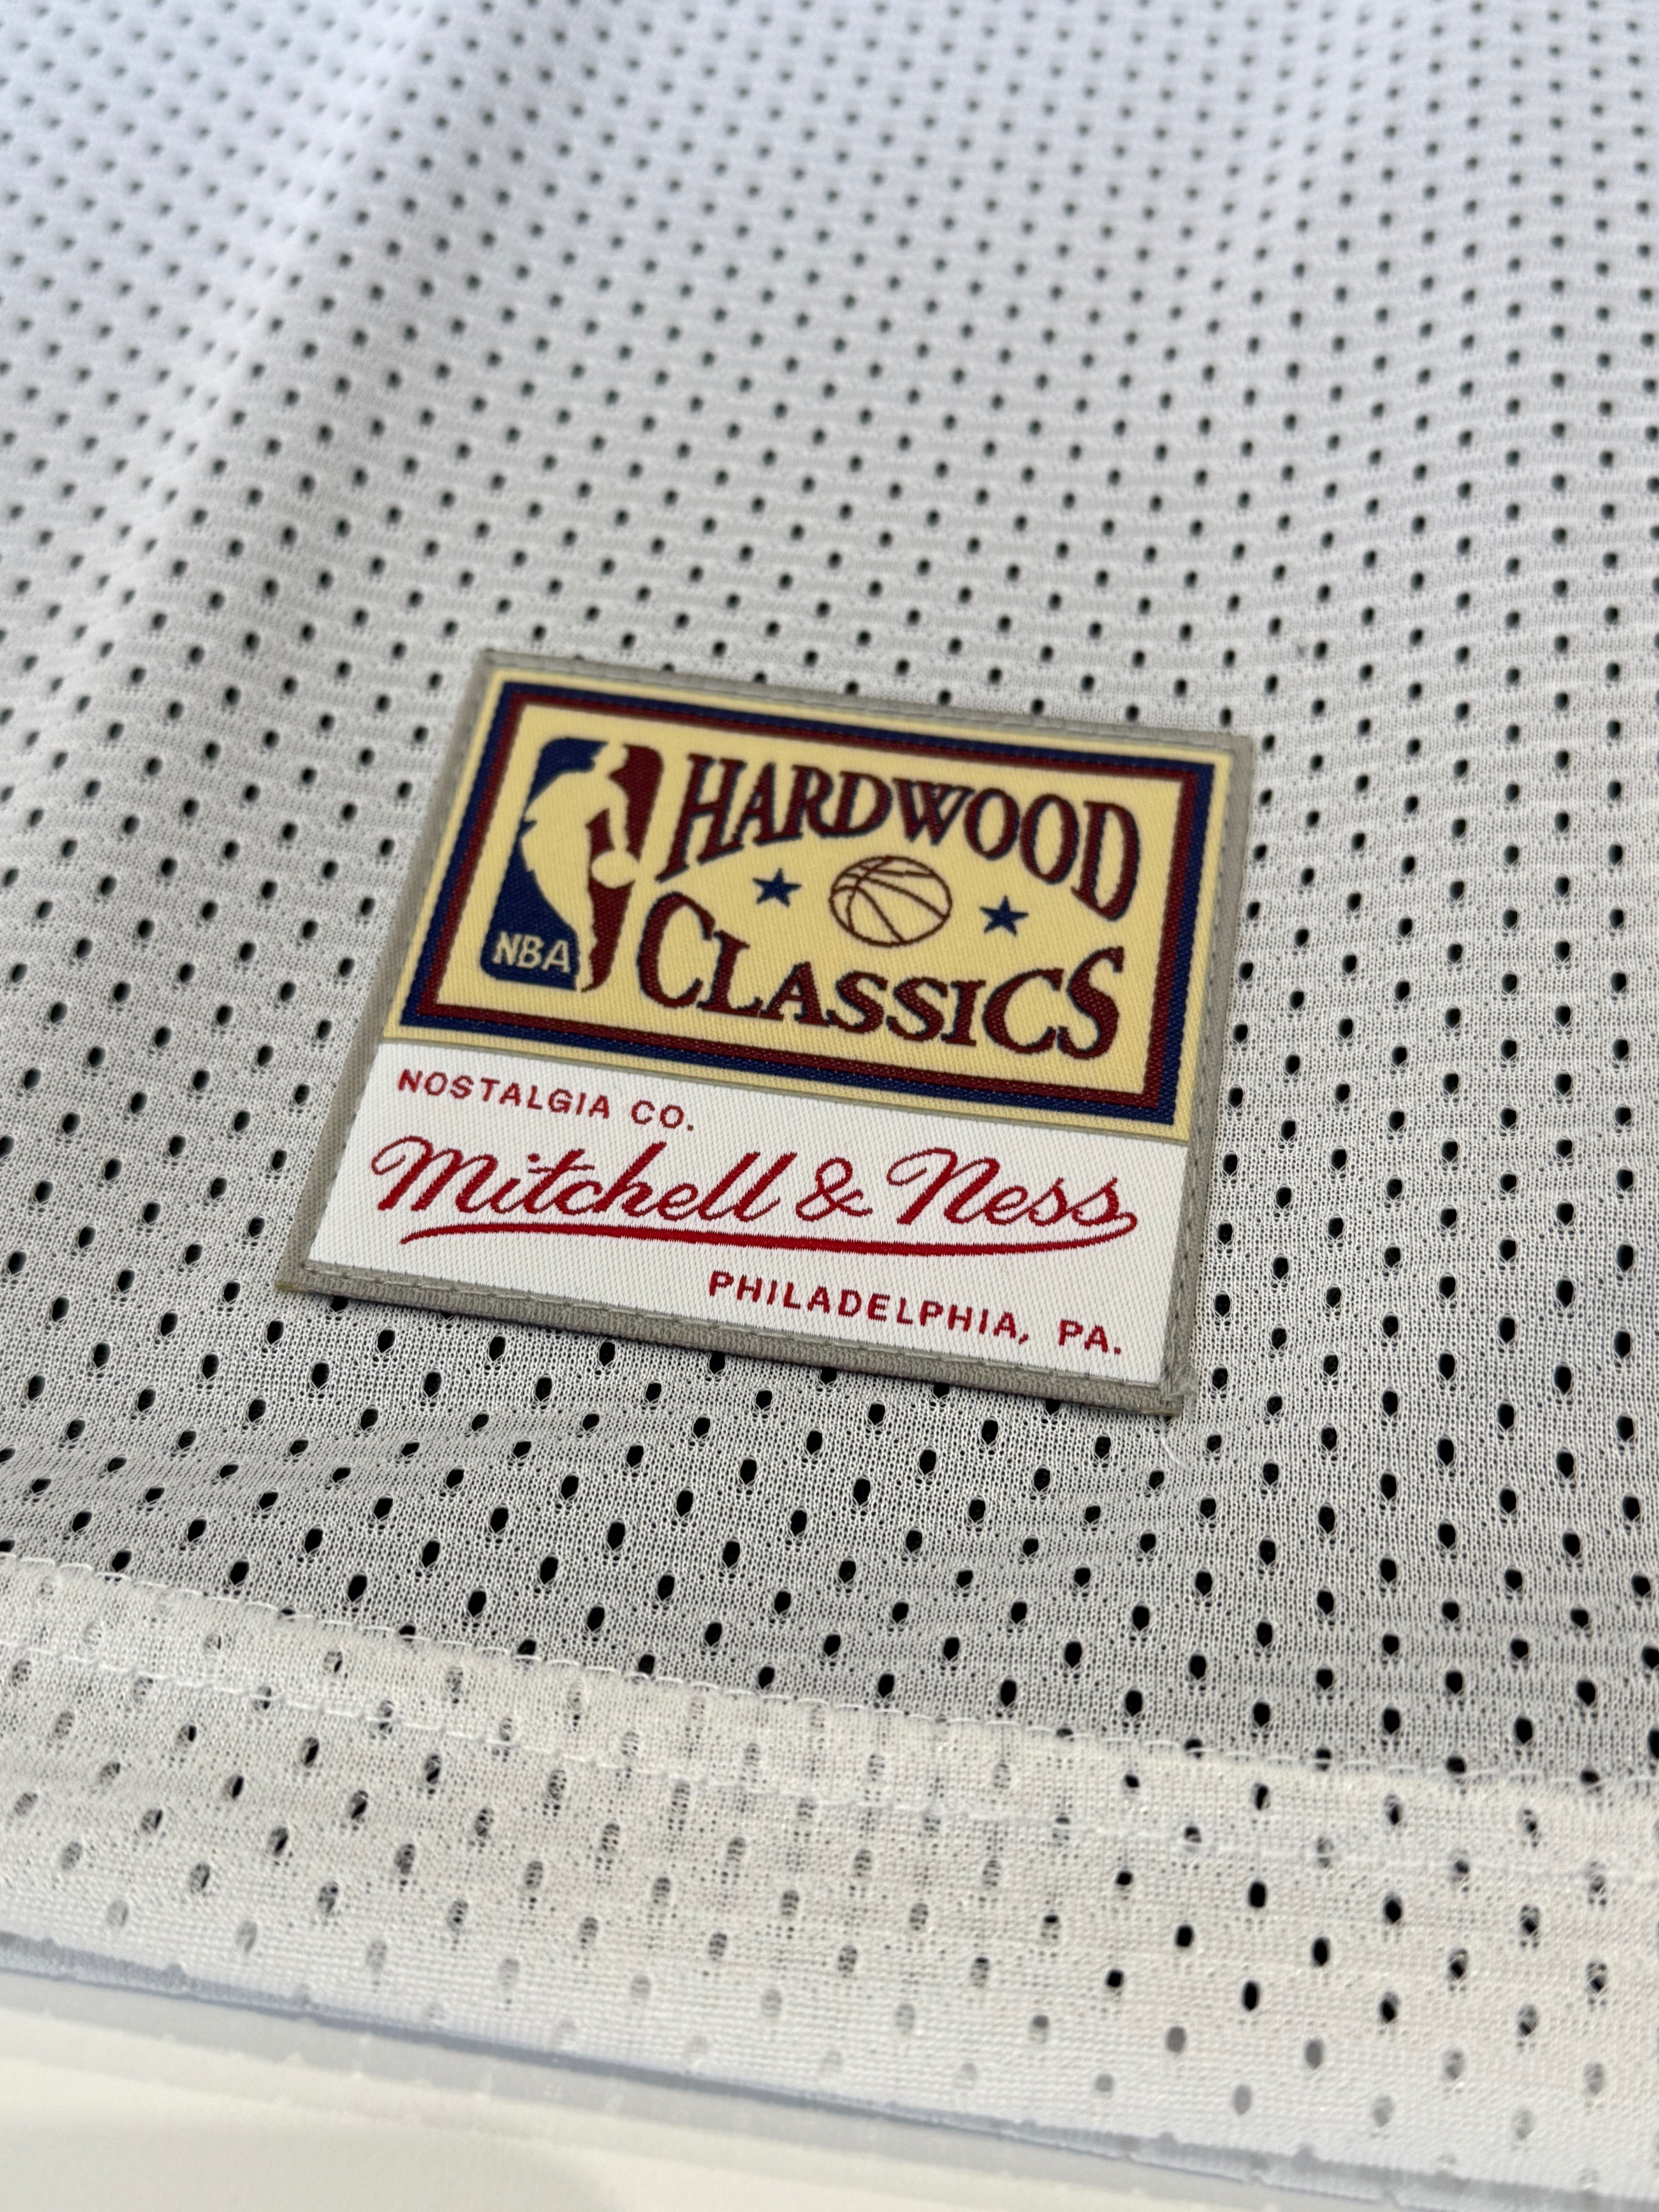 HARDWOOD
CLASSICS
NBA
NOSTALGIA CO.
Mitchell & Ness
PHILADELPHIA, PA.